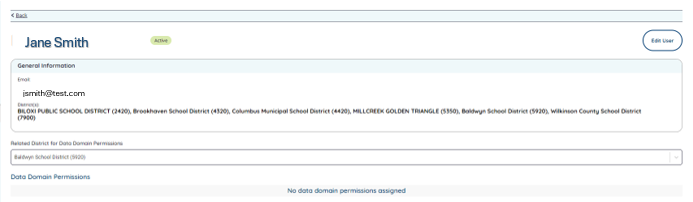 < Back
Jane Smith
Active
Edit User
General Information
Email:
jsmith@test.com
District(s)
BILOXI PUBLIC SCHOOL DISTRICT (2420), Brookhaven School District (4320), Columbus Municipal School District (4420), MILLCREEK GOLDEN TRIANGLE (5350), Baldwyn School District (5920), Wilkinson County School District
(7900)
Related District for Data Domain Permissions
Baldwyn School District (5920)
Data Domain Permissions
No data domain permissions assigned